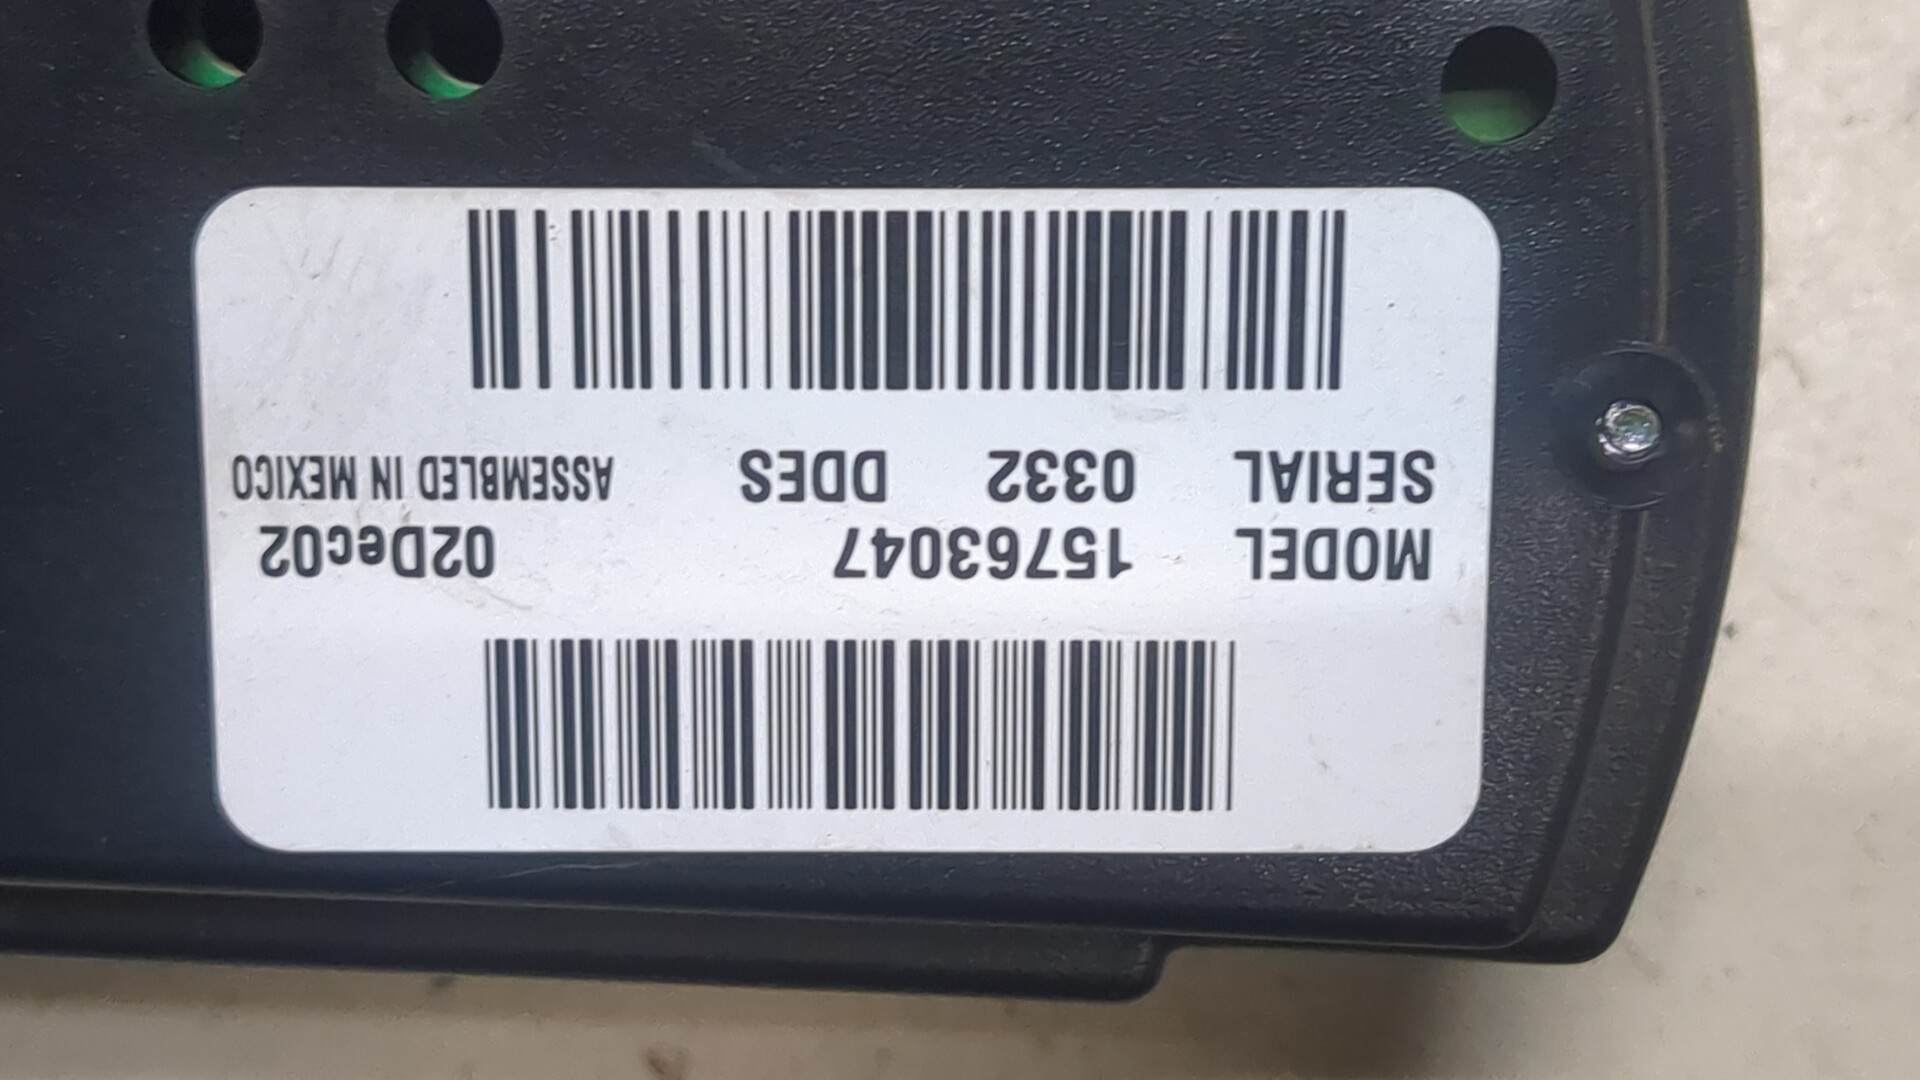 MODEL 15763047 02Dec02
SERIAL 0332 DDES ASSEMBLED IN MEXICO